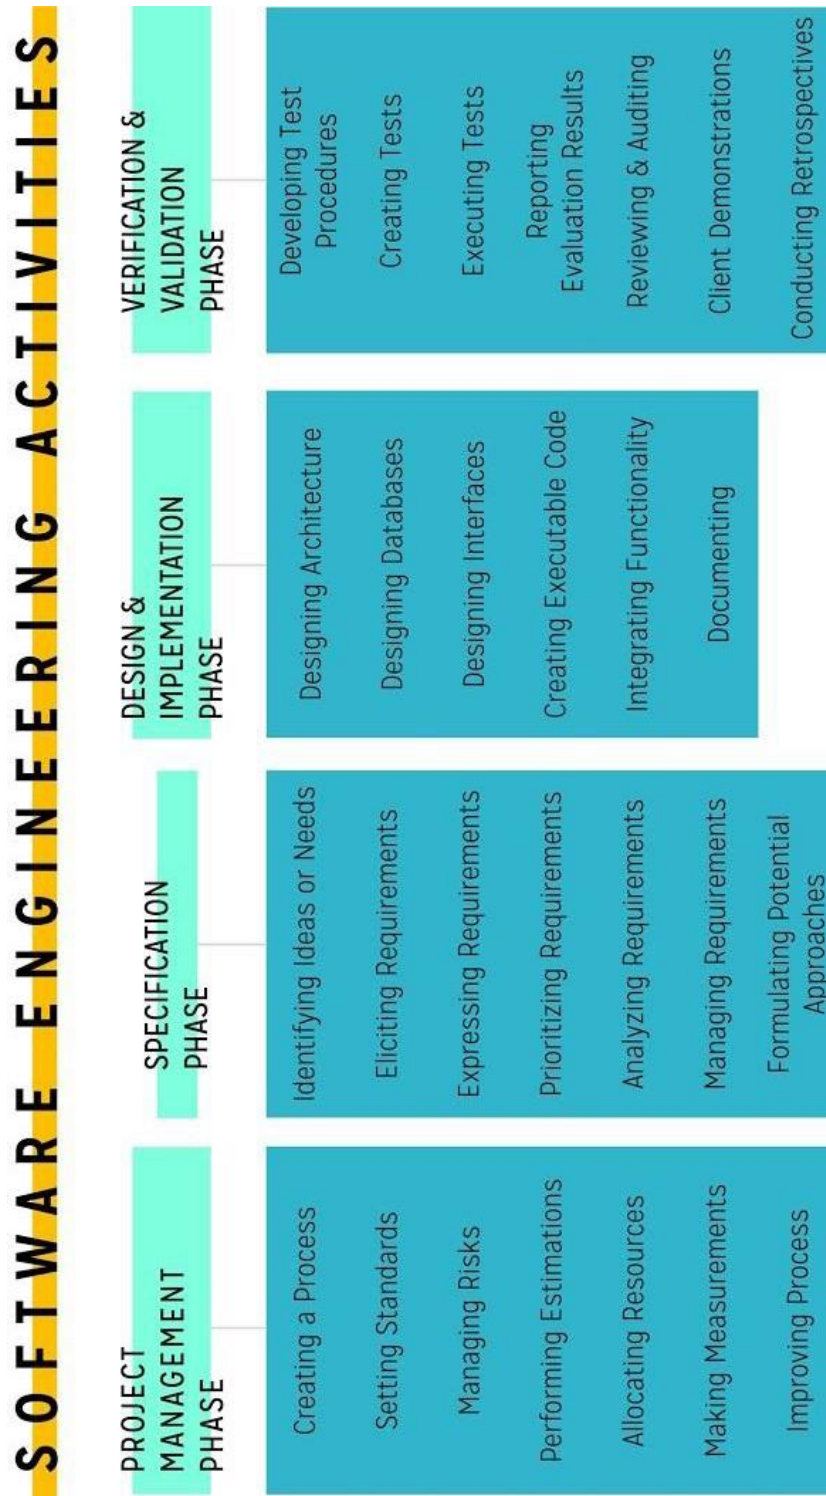 SOFTWARE ENGINEERING ACTIVITIES
PROJECT
MANAGEMENT
PHASE
Creating a Process
Setting Standards
Managing Risks
Performing Estimations
Allocating Resources
Making Measurements
Improving Process
SPECIFICATION
PHASE
Identifying Ideas or Needs
Eliciting Requirements
Expressing Requirements
Prioritizing Requirements
Analyzing Requirements
Managing Requirements
Formulating Potential
Approaches
DESIGN &
IMPLEMENTATION
PHASE
Designing Architecture
Designing Databases
Designing Interfaces
Creating Executable Code
Integrating Functionality
Documenting
VERIFICATION &
VALIDATION
PHASE
Developing Test
Procedures
Creating Tests
Executing Tests
Reporting
Evaluation Results
Reviewing & Auditing
Client Demonstrations
Conducting Retrospectives